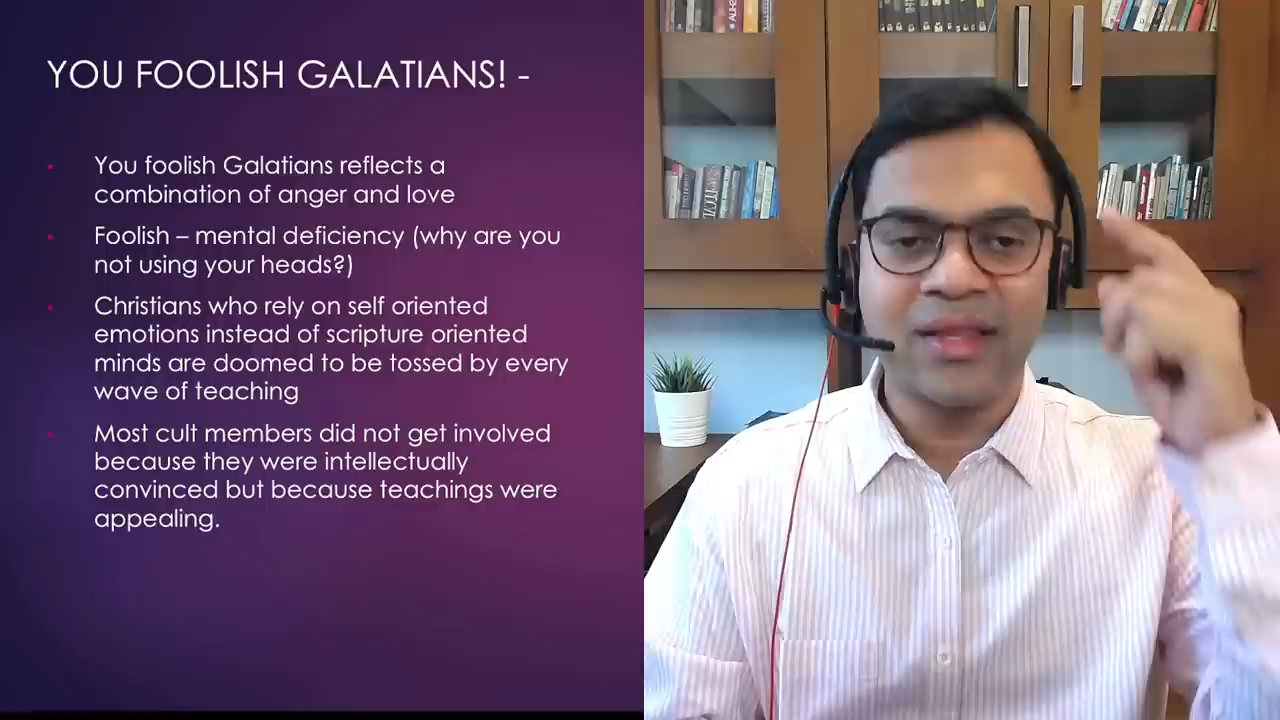 YOU FOOLISH GALATIANS! -
You foolish Galatians reflects a
combination of anger and love
Foolish – mental deficiency (why are you
not using your heads?)
Christians who rely on self oriented
emotions instead of scripture oriented
minds are doomed to be tossed by every
wave of teaching
Most cult members did not get involved
because they were intellectually
convinced but because teachings were
appealing.